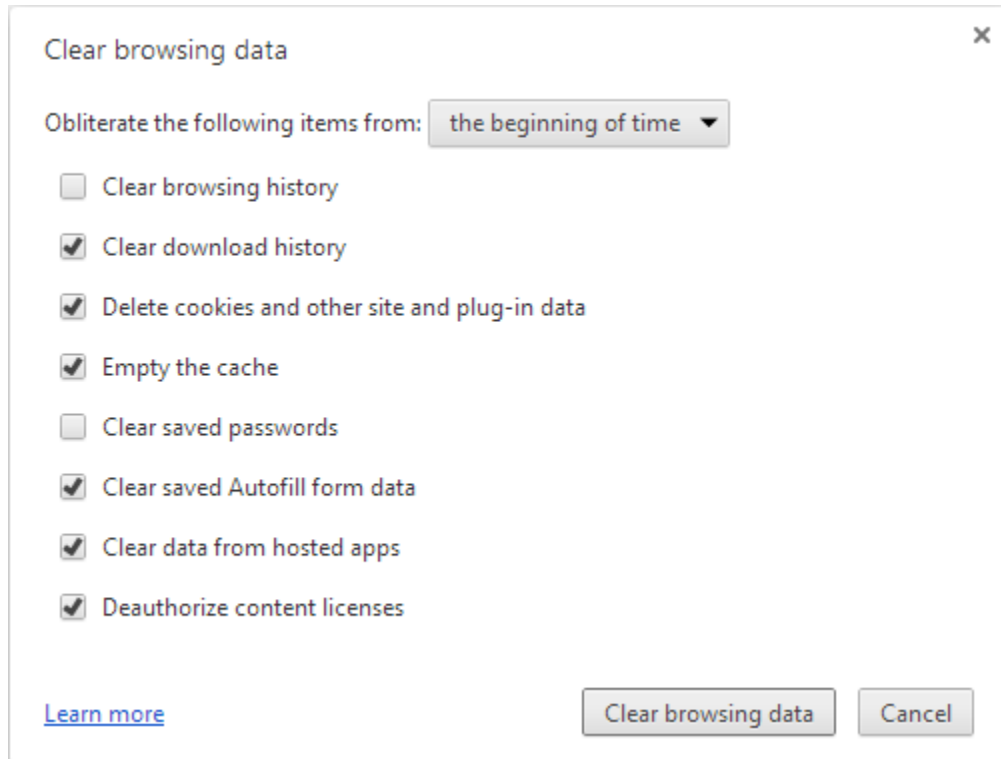 Clear browsing data
Obliterate the following items from: the beginning of time
Clear browsing history
Clear download history
Delete cookies and other site and plug-in data
Empty the cache
Clear saved passwords
Clear saved Autofill form data
Clear data from hosted apps
Deauthorize content licenses
Learn more Clear browsing data Cancel